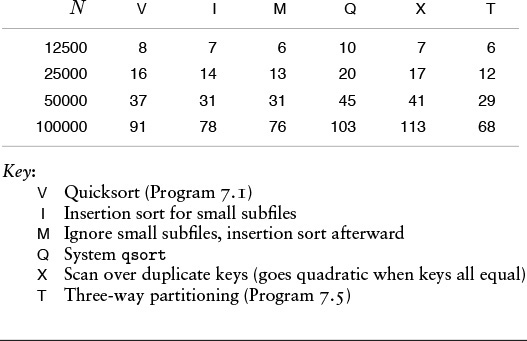 N V I M Q X T
12500 8 7 6 10 7 6
25000 16 14 13 20 17 12
50000 37 31 31 45 41 29
100000 91 78 76 103 113 68
Key:
V Quicksort (Program 7.1)
I Insertion sort for small subfiles
M Ignore small subfiles, insertion sort afterward
Q System qsort
X Scan over duplicate keys (goes quadratic when keys all equal)
T Three-way partitioning (Program 7.5)